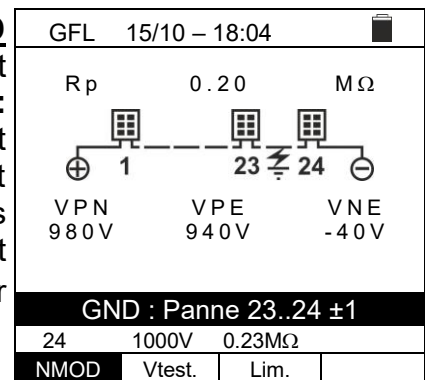 D
t
:
t
t
s
t
r
GFL 15/10 – 18:04
Rp 0.20 MΩ
1 23 24
VPN VPE VNE
980V 940V -40V
GND : Panne 23..24 ±1
24 1000V 0.23MΩ
NMOD Vtest. Lim.